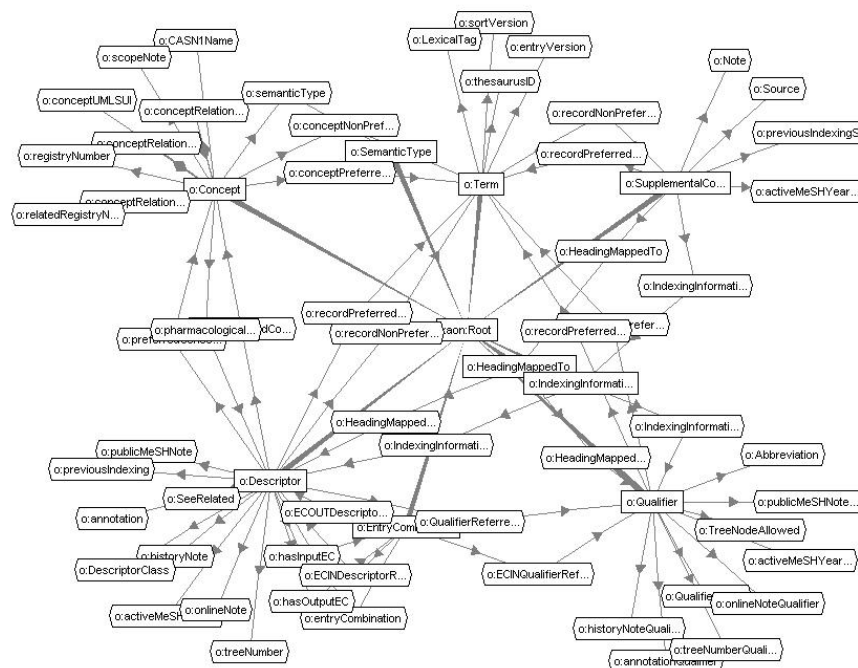 o:sortVersion
o:CASN1Name
o:LexicalTag
o:entryVersion
o:scopeNote
o:Note
o:thesaurusID
o:Source
o:semanticType
o:conceptUMLSUI
o:conceptRelation...
o:recordNonPrefer...
o:conceptNonPref...
o:previousIndexingS
o:conceptRelation...
o:SemanticType
o:registryNumber
o:recordPreferred...
o:conceptPreferre...
o:Concept
o:Term
o:SupplementalCo...
o:activeMeSHYear...
o:conceptRelation...
o:relatedRegistryN...
o:HeadingMappedTo
o:IndexingInformati...
o:recordPreferred...
o:pharmacological...
o:recordNonPrefer...
kaon:Root
o:recordPreferred...
o:HeadingMappedTo
o:IndexingInformati...
o:HeadingMapped...
o:IndexingInformati...
o:IndexingInformati...
o:publicMeSHNote
o:HeadingMapped...
o:Abbreviation
o:previousIndexing
o:Descriptor
o:SeeRelated
o:Qualifier
o:publicMeSHNote...
o:ECOUTDescripto...
o:annotation
o:QualifierReferre...
o:TreeNodeAllowed
o:historyNote
o:hasInputEC
o:activeMeSHYear...
o:DescriptorClass
o:ECINDescriptorR...
o:ECINQualifierRef...
o:hasOutputEC
o:onlineNoteQualifier
o:onlineNote
o:entryCombination
o:historyNoteQuali...
o:treeNumber
o:treeNumberQuali...